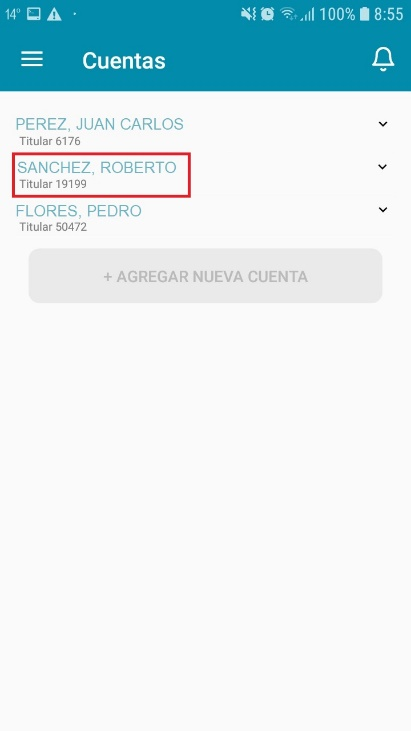 14° 100% 8:55
Cuentas
PEREZ, JUAN CARLOS
Titular 6176
SANCHEZ, ROBERTO
Titular 19199
FLORES, PEDRO
Titular 50472
+ AGREGAR NUEVA CUENTA